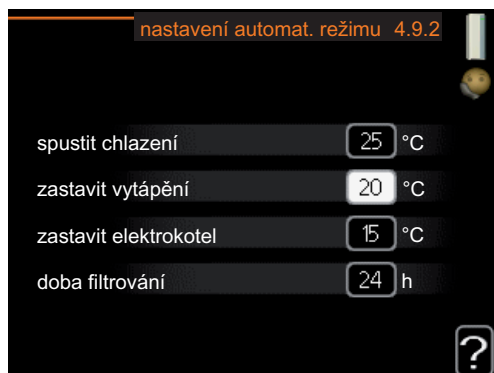 nastavení automat. režimu 4.9.2
spustit chlazení 25 °C
zastavit vytápění 20 °C
zastavit elektrokotel 15 °C
doba filtrování 24 h
?